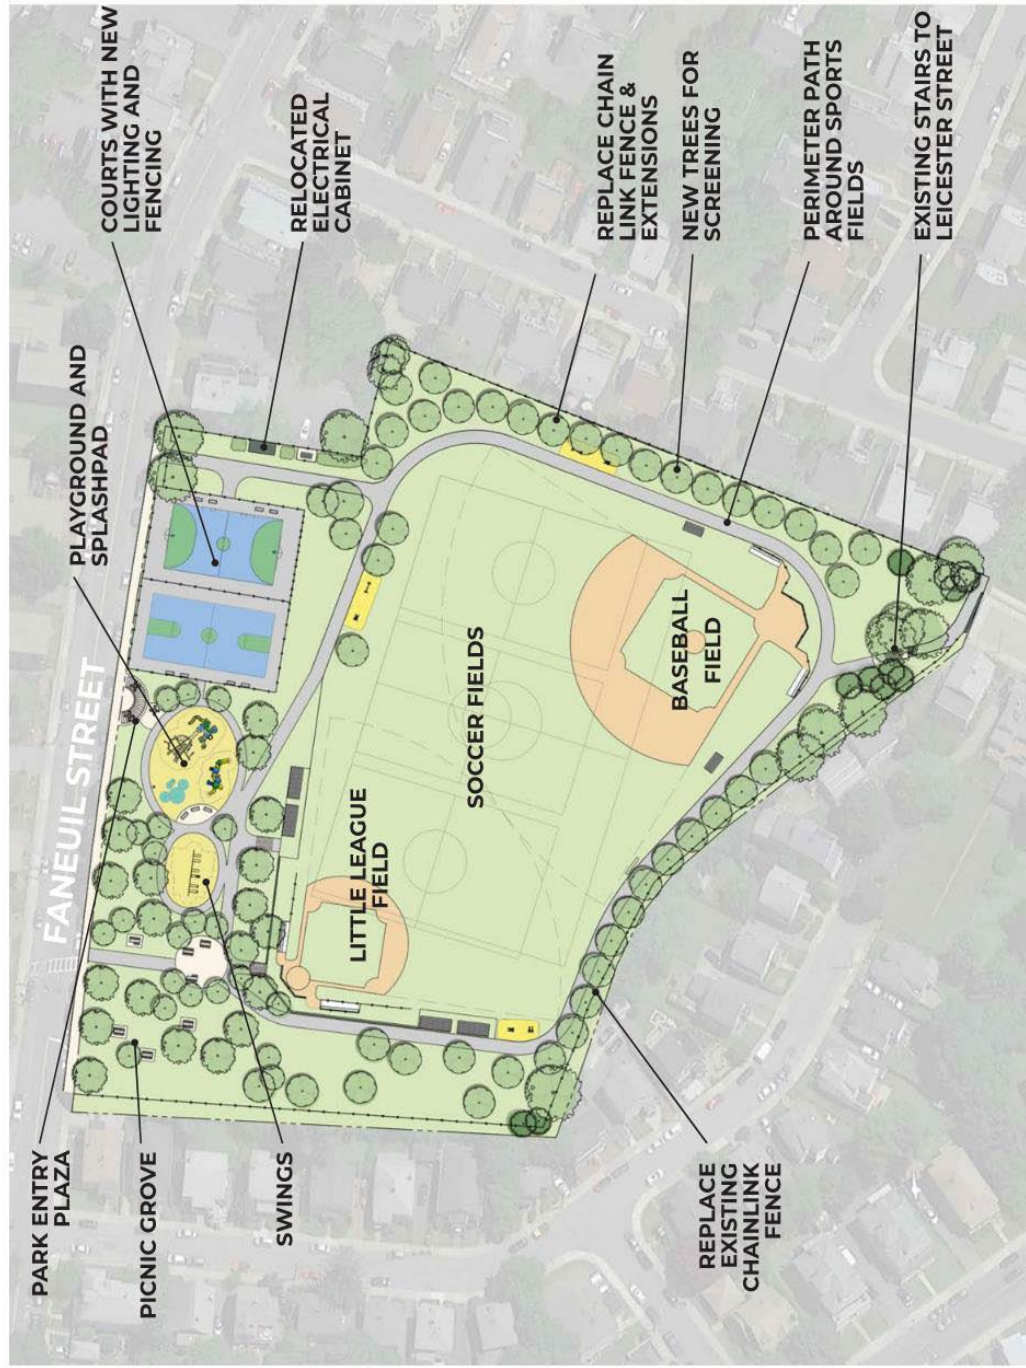 PARK ENTRY
PLAZA
PICNIC GROVE
SWINGS
REPLACE
EXISTING
CHAINLINK
FENCE
FANEUIL STREET
PLAYGROUND AND
SPLASHPAD
COURTS WITH NEW
LIGHTING AND
FENCING
RELOCATED
ELECTRICAL
CABINET
REPLACE CHAIN
LINK FENCE &
EXTENSIONS
NEW TREES FOR
SCREENING
PERIMETER PATH
AROUND SPORTS
FIELDS
EXISTING STAIRS TO
LEICESTER STREET
LITTLE LEAGUE
FIELD
SOCCER FIELDS
BASEBALL
FIELD